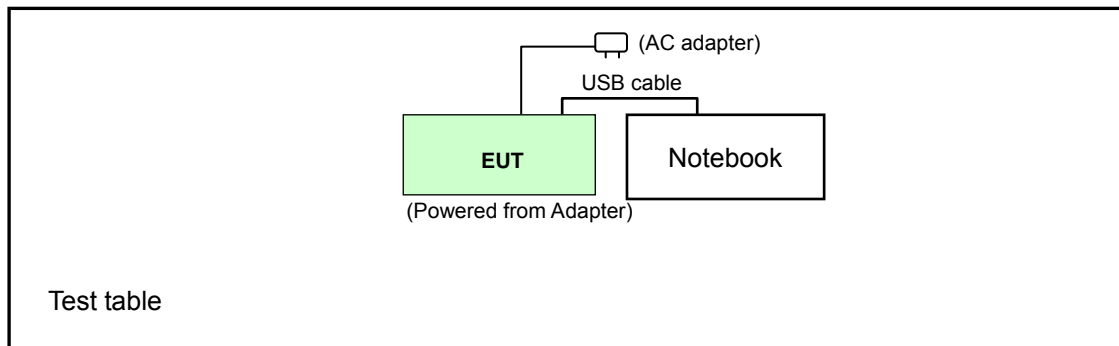 (AC adapter)
USB cable
EUT
Notebook
(Powered from Adapter)
Test table